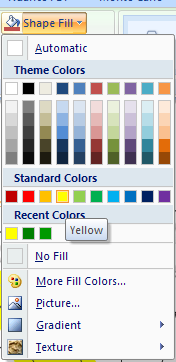 Shape Fill
Automatic
Theme Colors
Standard Colors
Recent Colors
Yellow
No Fill
More Fill Colors...
Picture...
Gradient
Texture